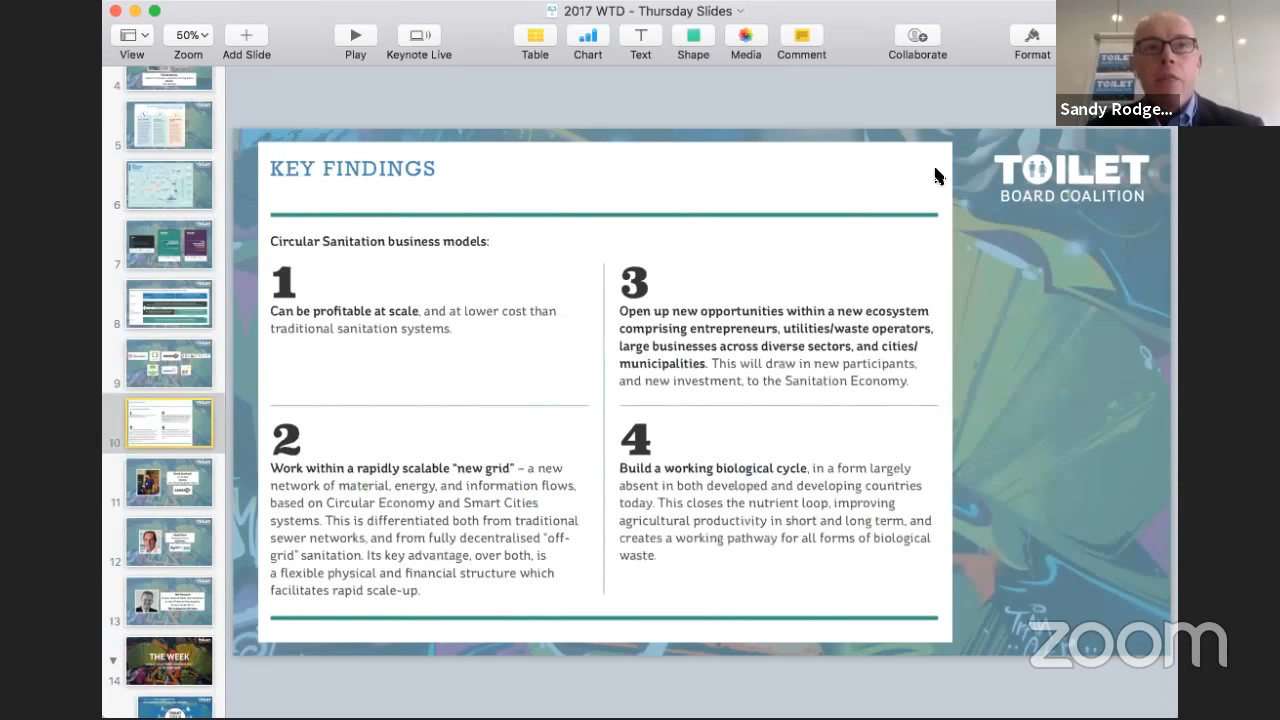 2017 WTD - Thursday Slides
50%
View
Zoom
Add Slide
Play
Keynote Live
Table
Chart
Text
Shape
Media
Comment
Collaborate
Format
TOILET
TOILET
Sandy Rodge...
4
5
6
7
8
9
10
11
12
13
14
THE WEEK
KEY FINDINGS
TOILET
BOARD COALITION
Circular Sanitation business models:
1
Can be profitable at scale, and at lower cost than
traditional sanitation systems.
2
Work within a rapidly scalable "new grid" – a new
network of material, energy, and information flows,
based on Circular Economy and Smart Cities
systems. This is differentiated both from traditional
sewer networks, and from fully decentralised "off-
grid" sanitation. Its key advantage, over both, is
a flexible physical and financial structure which
facilitates rapid scale-up.
3
Open up new opportunities within a new ecosystem
comprising entrepreneurs, utilities/waste operators,
large businesses across diverse sectors, and cities/
municipalities. This will draw in new participants,
and new investment, to the Sanitation Economy.
4
Build a working biological cycle, in a form largely
absent in both developed and developing countries
today. This closes the nutrient loop, improving
agricultural productivity in short and long term, and
creates a working pathway for all forms of biological
waste.
zoom